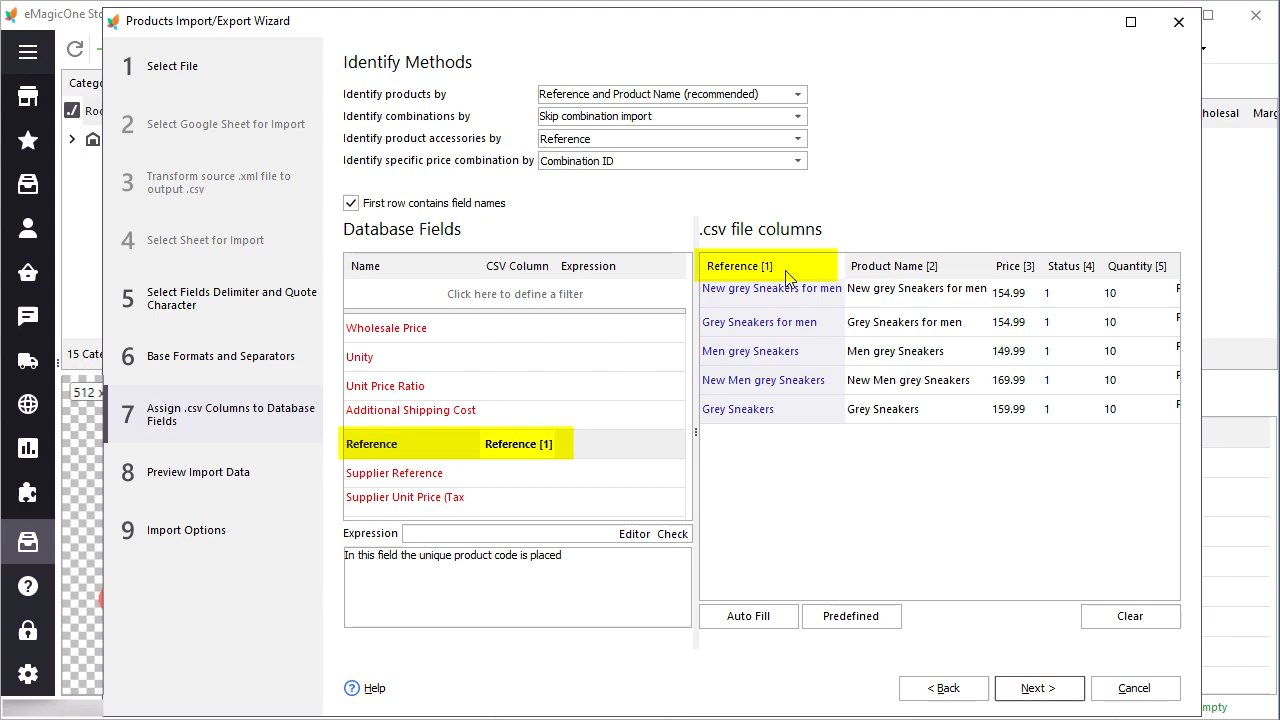 eMagicOne Sto
Products Import/Export Wizard
Catego
Roo
15 Cate
512 x
1 Select File
2 Select Google Sheet for Import
3 Transform source .xml file to
output .csv
4 Select Sheet for Import
5 Select Fields Delimiter and Quote
Character
6 Base Formats and Separators
7 Assign .csv Columns to Database
Fields
8 Preview Import Data
9 Import Options
Identify Methods
Identify products by Reference and Product Name (recommended)
Identify combinations by Skip combination import
Identify product accessories by Reference
Identify specific price combination by Combination ID
First row contains field names
Database Fields
Name CSV Column Expression
Click here to define a filter
Wholesale Price
Unity
Unit Price Ratio
Additional Shipping Cost
Reference Reference [1]
Supplier Reference
Supplier Unit Price (Tax
Expression Editor Check
In this field the unique product code is placed
.csv file columns
Reference [1] Product Name [2] Price [3] Status [4] Quantity [5]
New grey Sneakers for men New grey Sneakers for men 154.99 1 10 F
Grey Sneakers for men Grey Sneakers for men 154.99 1 10 F
Men grey Sneakers Men grey Sneakers 149.99 1 10 F
New Men grey Sneakers New Men grey Sneakers 169.99 1 10 F
Grey Sneakers Grey Sneakers 159.99 1 10 F
Auto Fill Predefined Clear
Help < Back Next > Cancel
holesal Marg
mpty